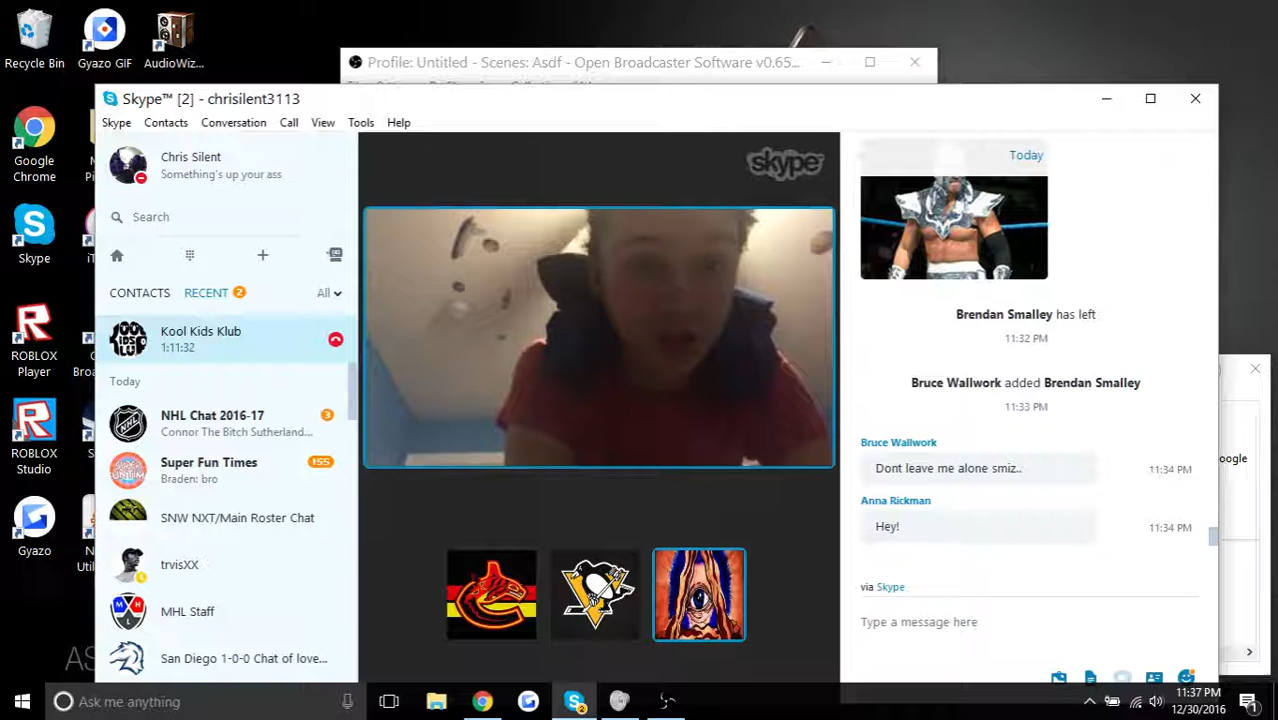 Recycle Bin
Gyazo GIF
AudioWiz...
Profile: Untitled - Scenes: Asdf - Open Broadcaster Software v0.65...
Skype™ [2] - chrisilent3113
Skype Contacts Conversation Call View Tools Help
Google
Chrome
Skype
ROBLOX
Player
ROBLOX
Studio
Gyazo
Chris Silent
Something's up your ass
Search
CONTACTS RECENT 2 All
Kool Kids Klub
1:11:32
Today
NHL Chat 2016-17 3
Connor The Bitch Sutherland...
Super Fun Times 155
Braden: bro
SNW NXT/Main Roster Chat
trvisXX
MHL Staff
San Diego 1-0-0 Chat of love...
skype
Today
Brendan Smalley has left
11:32 PM
Bruce Wallwork added Brendan Smalley
11:33 PM
Bruce Wallwork
Dont leave me alone smiz..
11:34 PM
Anna Rickman
Hey!
11:34 PM
via Skype
Type a message here
oogle
Ask me anything
11:37 PM
12/30/2016